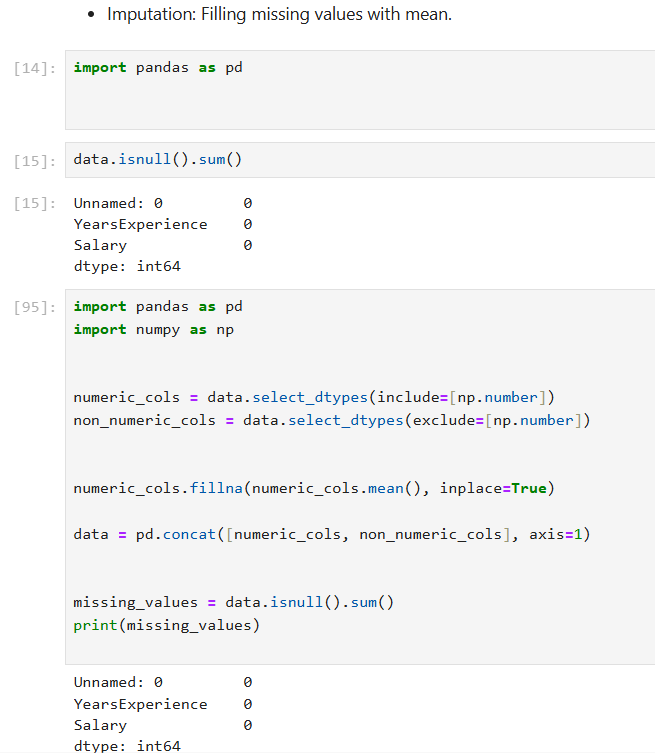 • Imputation: Filling missing values with mean.
[14]: import pandas as pd
[15]: data.isnull().sum()
[15]: Unnamed: 0         0
YearsExperience    0
Salary             0
dtype: int64
[95]: import pandas as pd
import numpy as np
numeric_cols = data.select_dtypes(include=[np.number])
non_numeric_cols = data.select_dtypes(exclude=[np.number])
numeric_cols.fillna(numeric_cols.mean(), inplace=True)
data = pd.concat([numeric_cols, non_numeric_cols], axis=1)
missing_values = data.isnull().sum()
print(missing_values)
Unnamed: 0         0
YearsExperience    0
Salary             0
dtype: int64